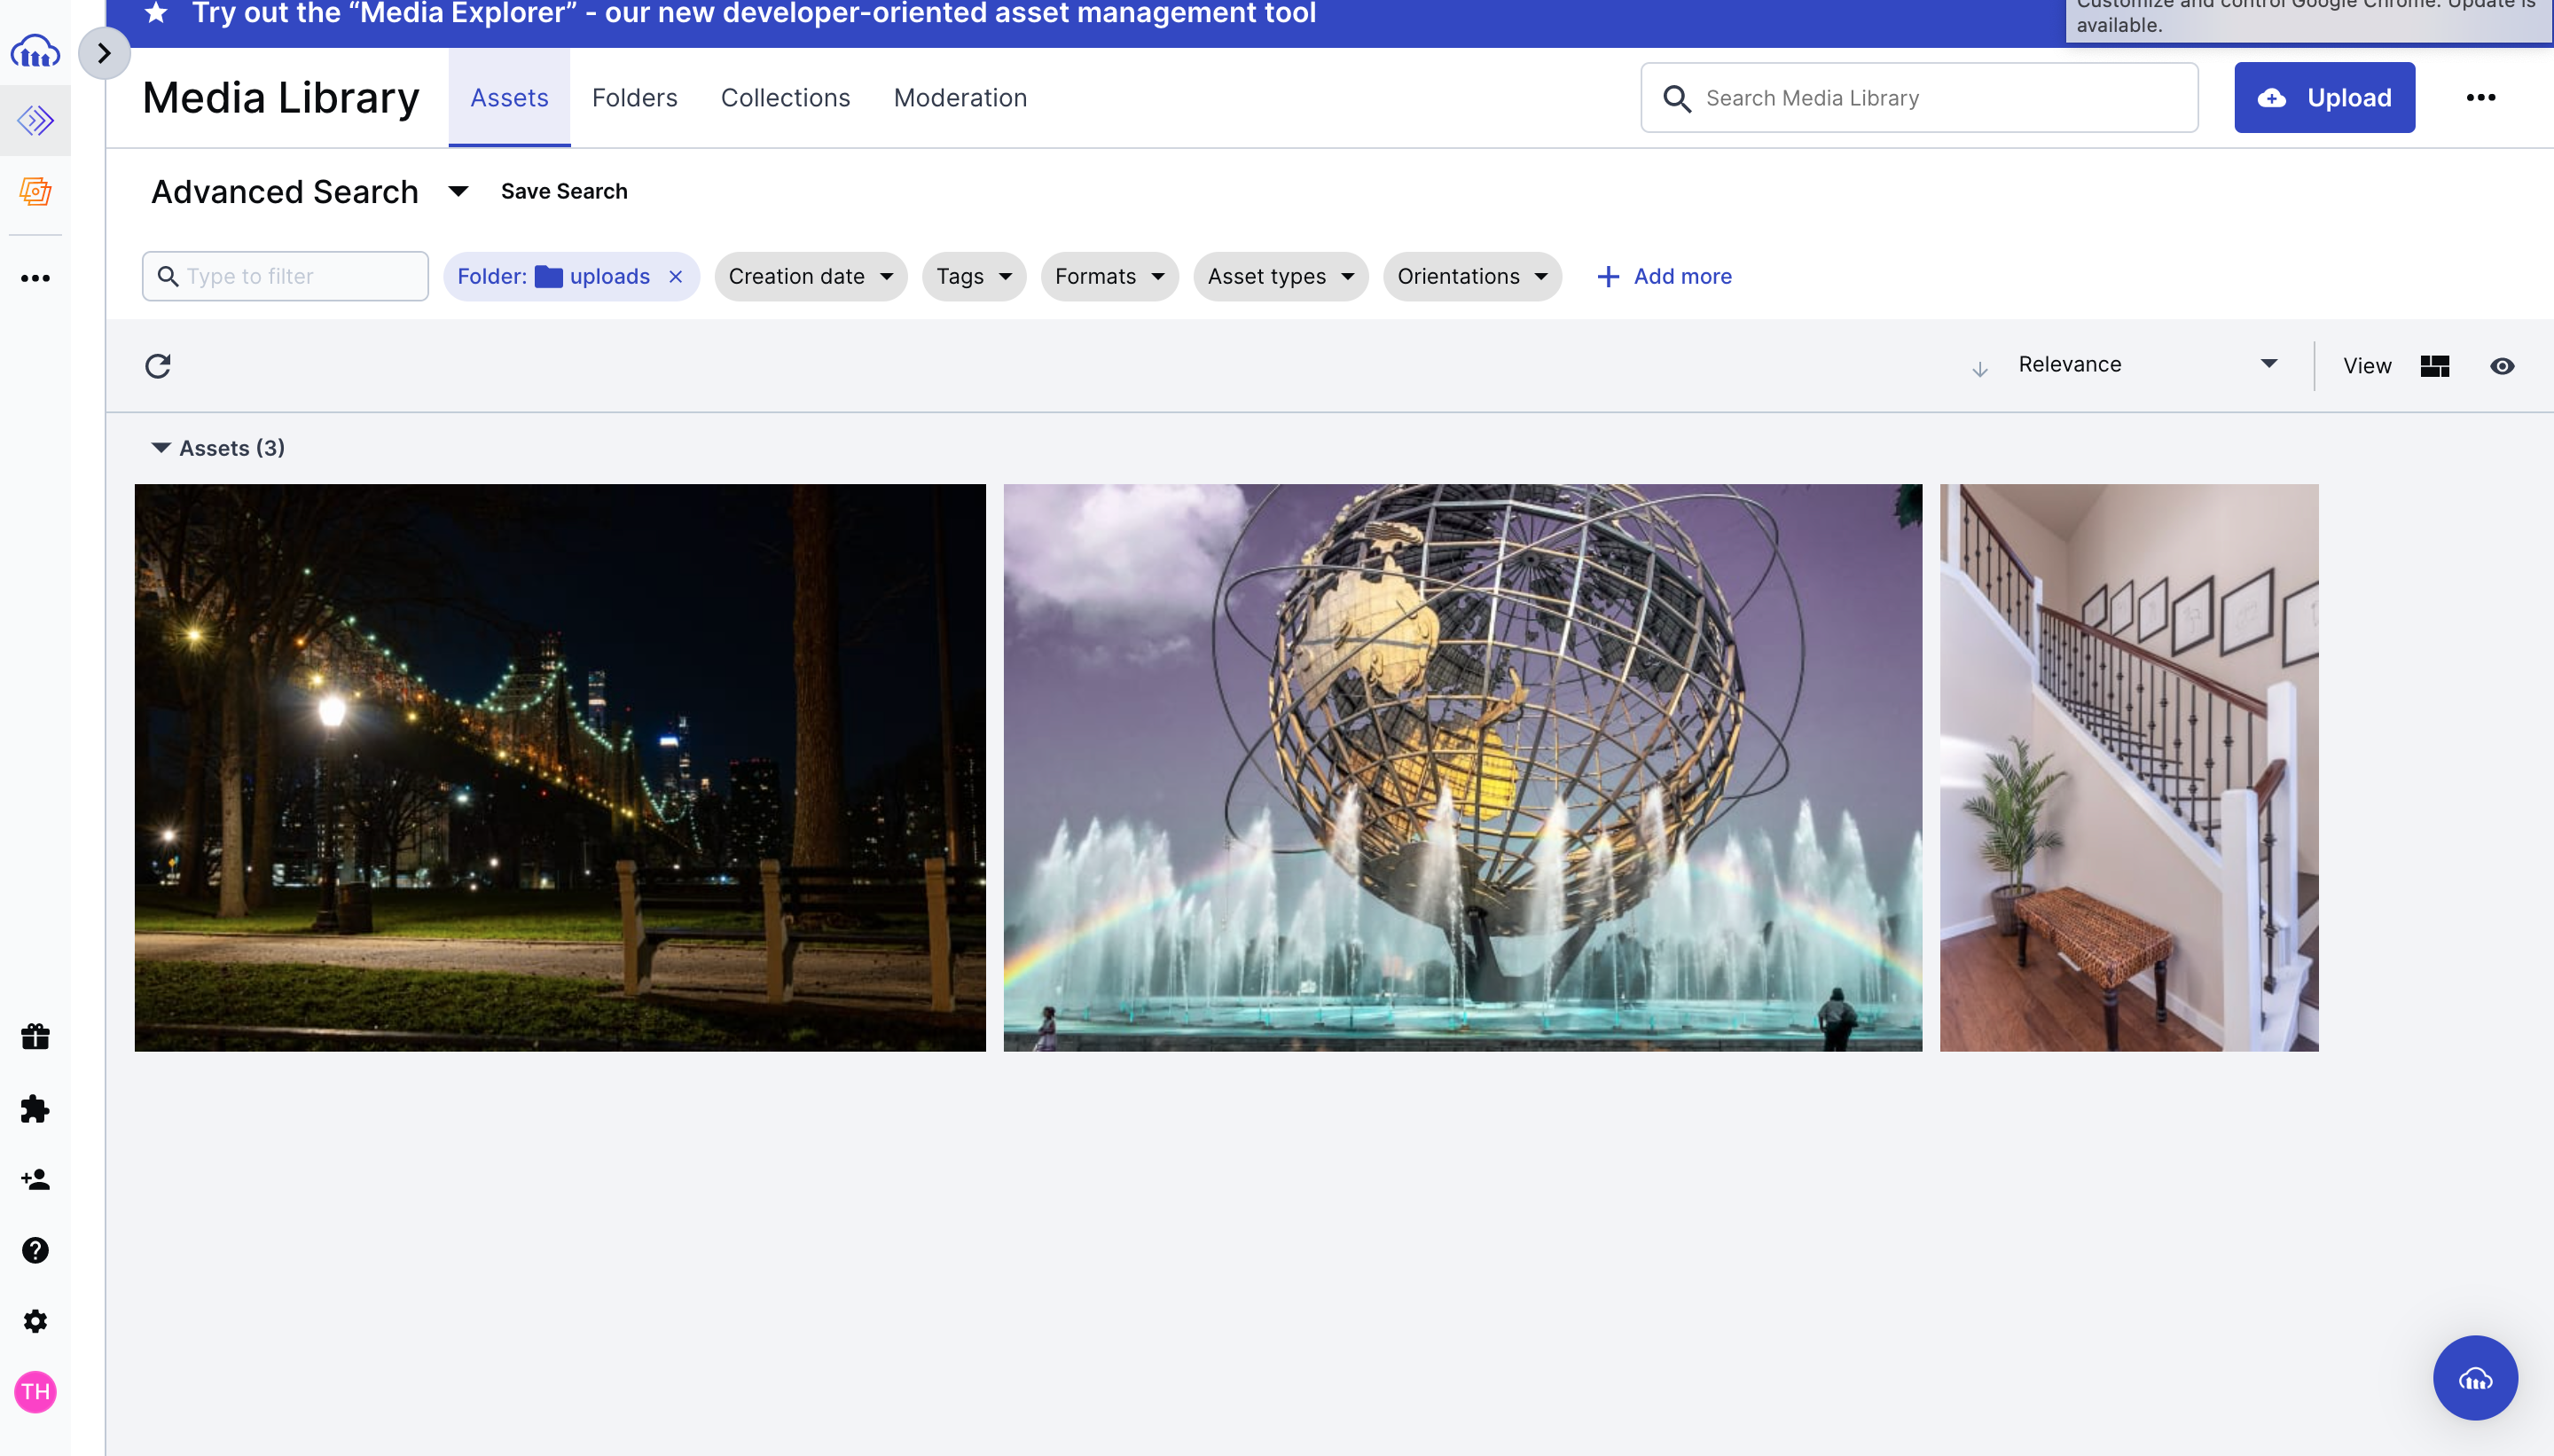 Try out the “Media Explorer” - our new developer-oriented asset management tool
Customize and control Google Chrome. Update is
available.
Media Library
Assets
Folders
Collections
Moderation
Search Media Library
Upload
Advanced Search
Save Search
Type to filter
Folder: uploads
Creation date
Tags
Formats
Asset types
Orientations
Add more
Relevance
View
Assets (3)
TH